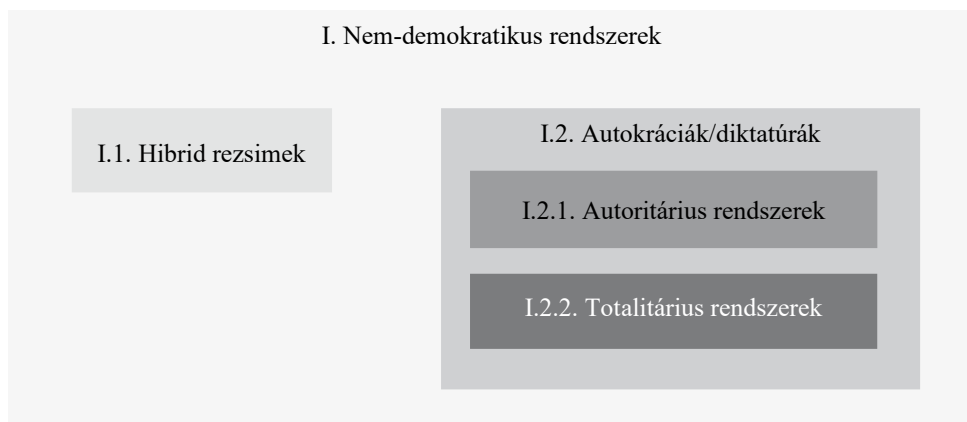 I. Nem-demokratikus rendszerek
I.1. Hibrid rezsimek
I.2. Autokráciák/diktatúrák
I.2.1. Autoritárius rendszerek
I.2.2. Totalitárius rendszerek